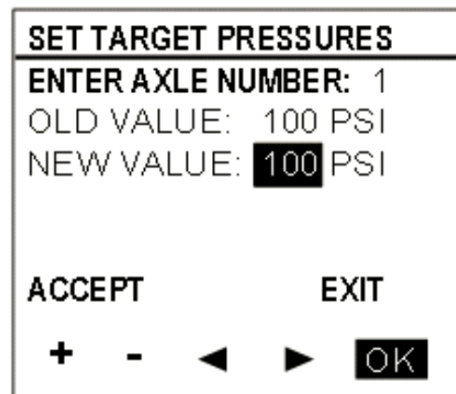 SET TARGET PRESSURES
ENTER AXLE NUMBER: 1
OLD VALUE: 100 PSI
NEW VALUE: 100 PSI
ACCEPT EXIT
+ - ◀ ▶ OK